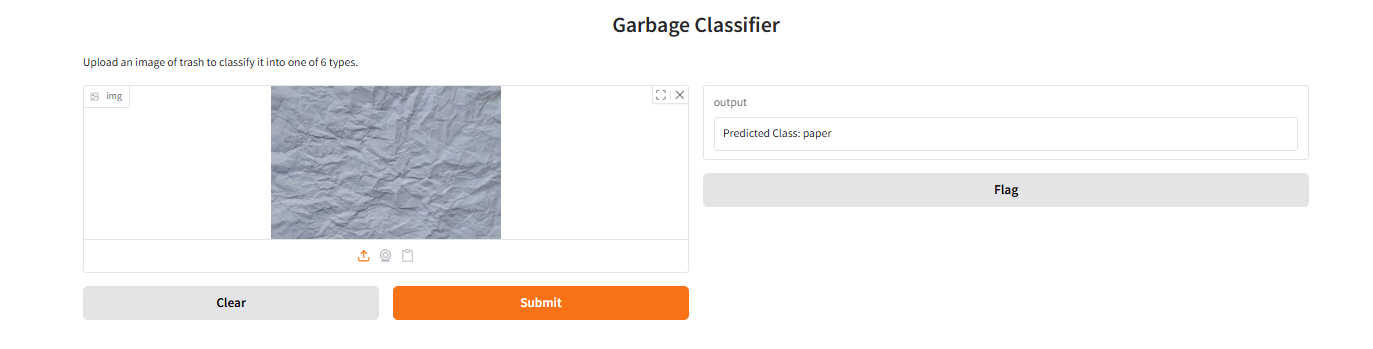 Garbage Classifier
Upload an image of trash to classify it into one of 6 types.
img
output
Predicted Class: paper
Flag
Clear
Submit